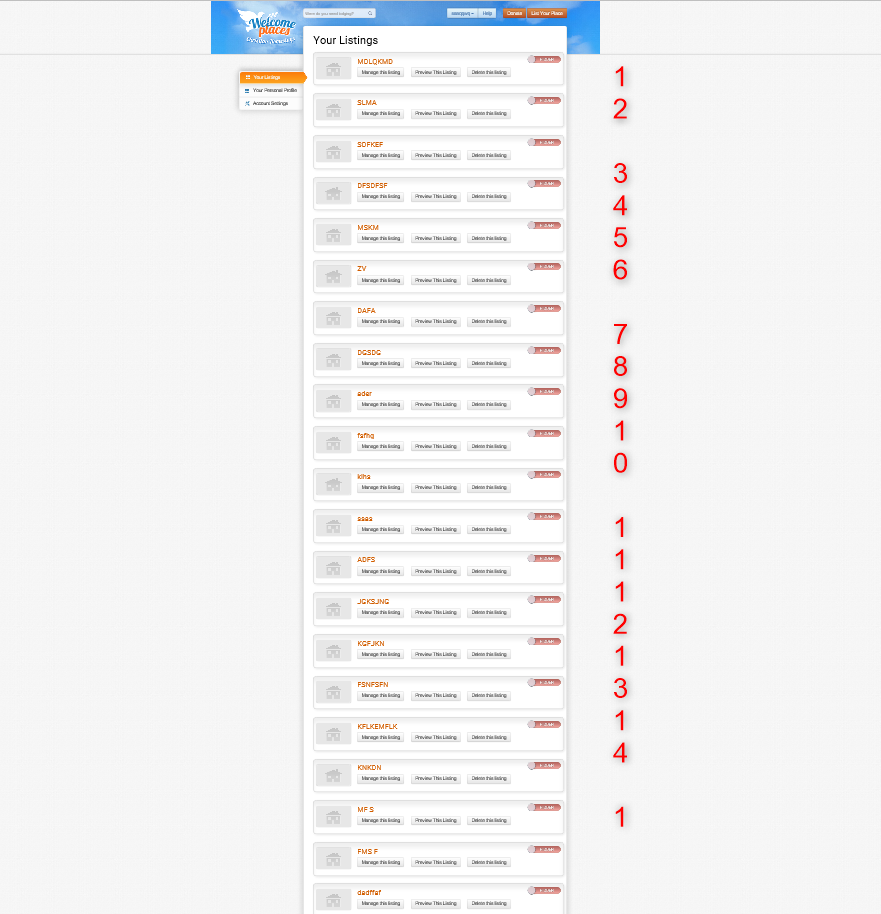 Welcome
places
Where do you need lodging?
Help
Donate
List Your Place
Your Listings
Your Listings
Your Personal Profile
Account Settings
MDLQKMD
Manage this listing Preview This Listing Delete this listing
1
SLMA
Manage this listing Preview This Listing Delete this listing
2
SDFKEF
Manage this listing Preview This Listing Delete this listing
3
DFSDFSF
Manage this listing Preview This Listing Delete this listing
4
MSKM
Manage this listing Preview This Listing Delete this listing
5
ZV
Manage this listing Preview This Listing Delete this listing
6
DAFA
Manage this listing Preview This Listing Delete this listing
7
DGSDG
Manage this listing Preview This Listing Delete this listing
8
ader
Manage this listing Preview This Listing Delete this listing
9
fsfhg
Manage this listing Preview This Listing Delete this listing
1
0
Manage this listing Preview This Listing Delete this listing
ssas
Manage this listing Preview This Listing Delete this listing
1
ADFS
Manage this listing Preview This Listing Delete this listing
1
JGKSJNG
Manage this listing Preview This Listing Delete this listing
1
2
KGFJKN
Manage this listing Preview This Listing Delete this listing
1
FSNFSFN
Manage this listing Preview This Listing Delete this listing
3
KFLKEMFLK
Manage this listing Preview This Listing Delete this listing
1
4
KNKDN
Manage this listing Preview This Listing Delete this listing
MF S
Manage this listing Preview This Listing Delete this listing
1
FMS F
Manage this listing Preview This Listing Delete this listing
dadffaf
Manage this listing Preview This Listing Delete this listing